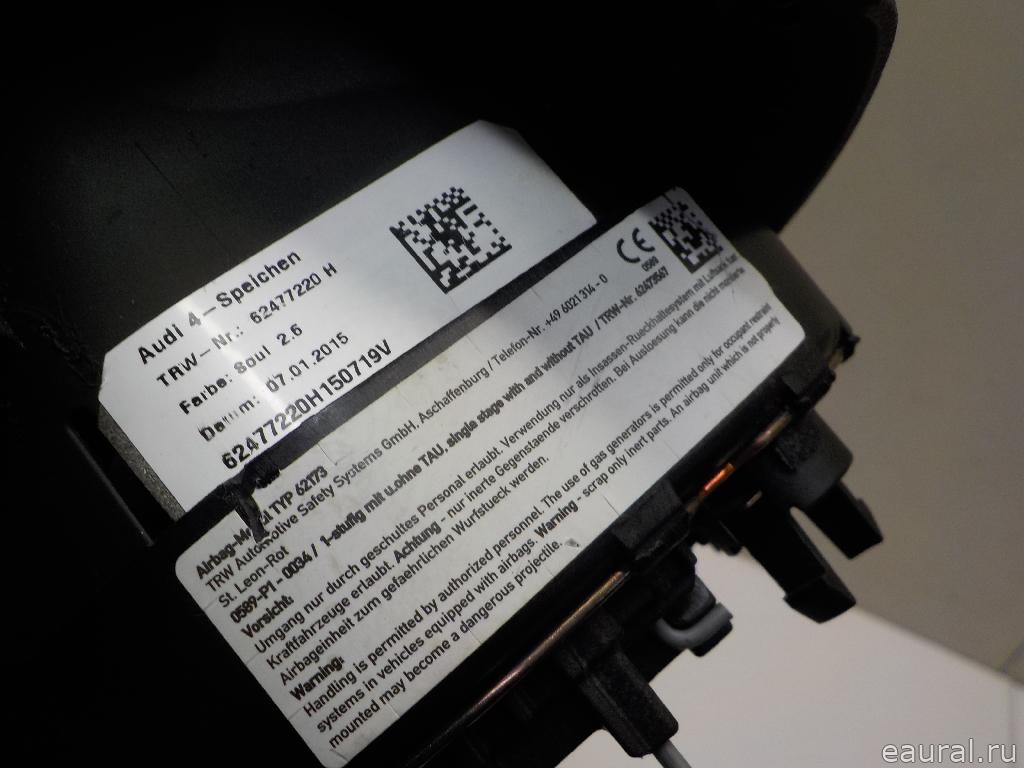 Audi 4-Speichen
TRW-Nr.: 62477220 H
Farbe: Soul 2.6
Datum: 07.01.2015
62477220H150719V
CE
0589
Airbag-Modul TYP 62173
TRW Automotive Safety Systems GmbH, Aschaffenburg / Telefon-Nr. +49 6021 314-0
St. Leon-Rot
0589-P1-0034 / 1-stufig mit u.ohne TAU, single stage with and without TAU / TRW-Nr. 62473567
Vorsicht:
Umgang nur durch geschultes Personal erlaubt. Verwendung nur als Insassen-Rueckhaltesystem mit Luftsack fuer
Kraftfahrzeuge erlaubt. Achtung - nur inerte Gegenstaende verschroften. Bei Ausloesung kann die nicht montierte
Airbageinheit zum gefaehrlichen Wurfstueck werden.
Warning.
Handling is permitted by authorized personnel. The use of gas generators is permitted only for occupant restraint
systems in vehicles equipped with airbags. Warning - scrap only inert parts. An airbag unit which is not properly
mounted may become a dangerous projectile.
eaural.ru